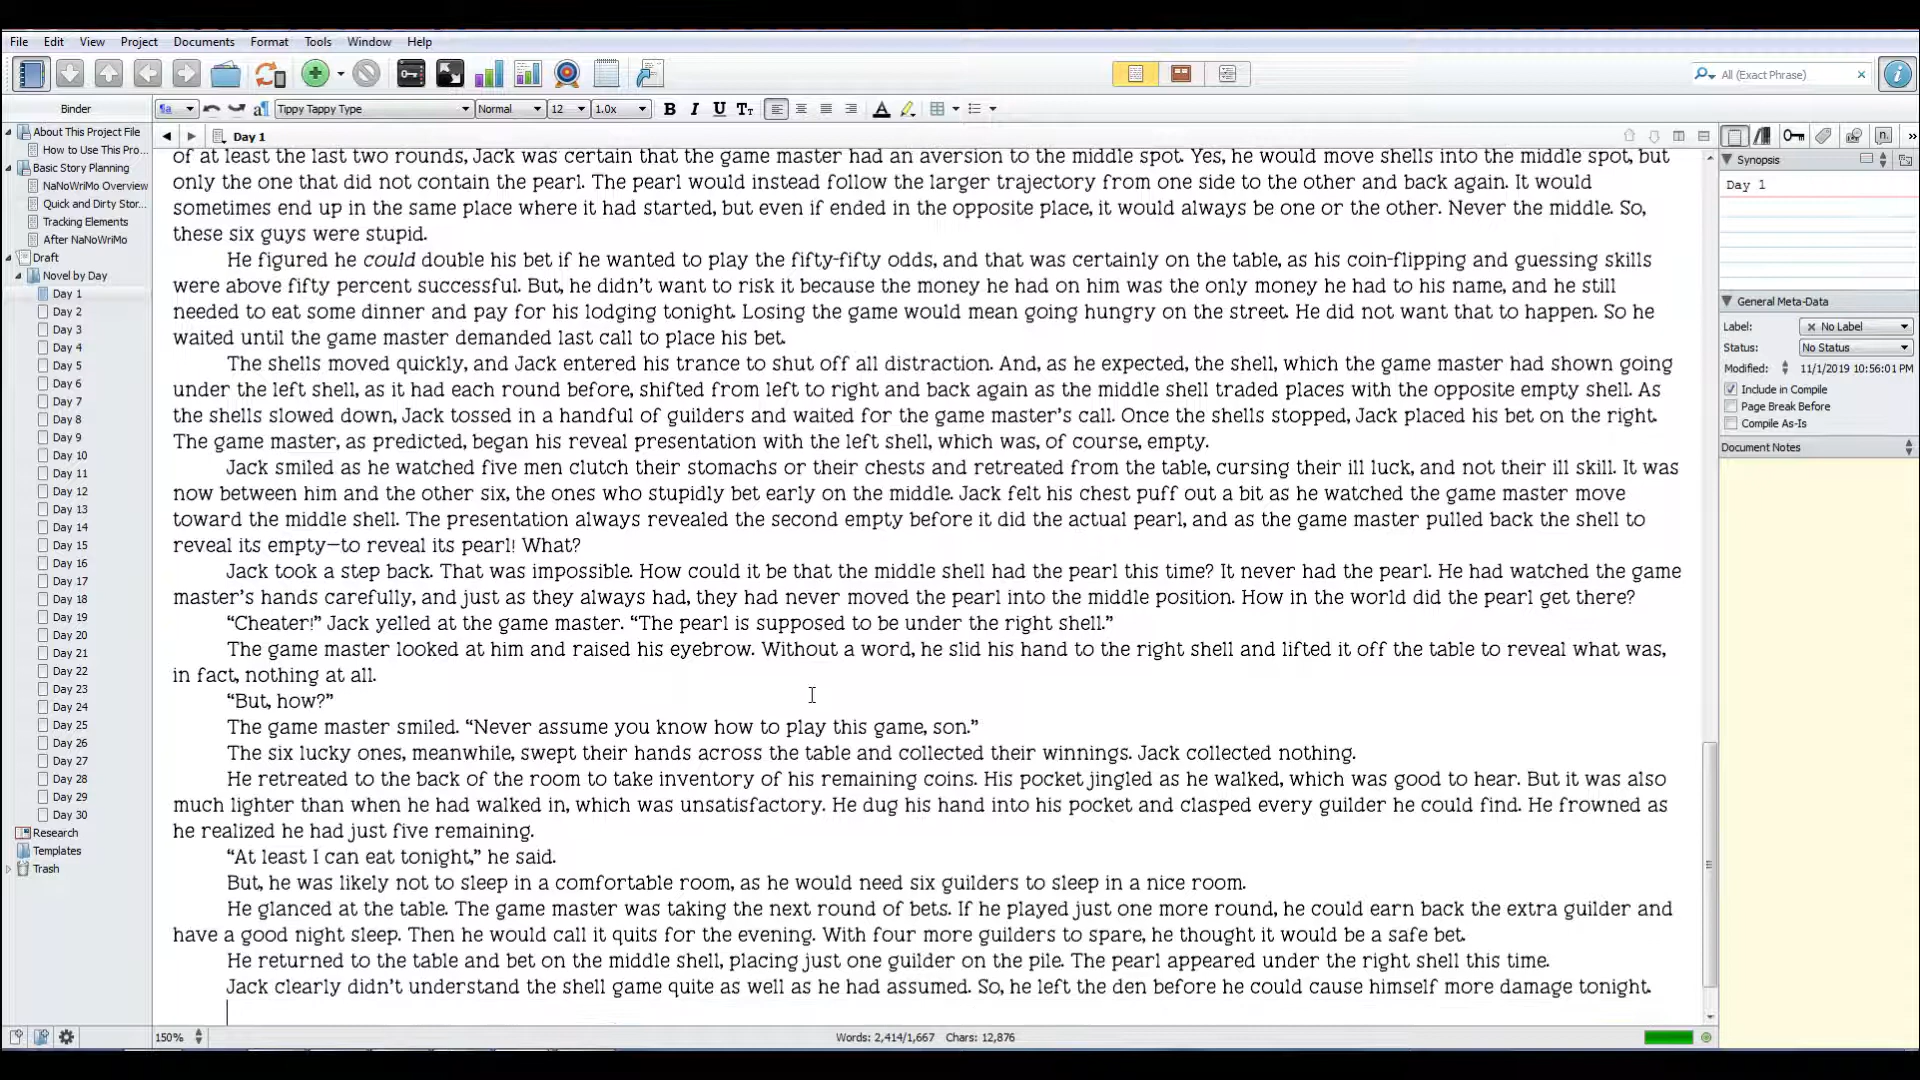 File Edit View Project Documents Format Tools Window Help
All (Exact Phrase)
Binder
Tippy Tappy Type Normal 12 1.0x B I U
Day 1
About This Project File
How to Use This Pro...
Basic Story Planning
NaNoWriMo Overview
Quick and Dirty Stor...
Tracking Elements
After NaNoWriMo
Draft
Novel by Day
Day 1
Day 2
Day 3
Day 4
Day 5
Day 6
Day 7
Day 8
Day 9
Day 10
Day 11
Day 12
Day 13
Day 14
Day 15
Day 16
Day 17
Day 18
Day 19
Day 20
Day 21
Day 22
Day 23
Day 24
Day 25
Day 26
Day 27
Day 28
Day 29
Day 30
Research
Templates
Trash
of at least the last two rounds, Jack was certain that the game master had an aversion to the middle spot. Yes, he would move shells into the middle spot, but
only the one that did not contain the pearl. The pearl would instead follow the larger trajectory from one side to the other and back again. It would
sometimes end up in the same place where it had started, but even if ended in the opposite place, it would always be one or the other. Never the middle. So,
these six guys were stupid.
He figured he could double his bet if he wanted to play the fifty-fifty odds, and that was certainly on the table, as his coin-flipping and guessing skills
were above fifty percent successful. But, he didn't want to risk it because the money he had on him was the only money he had to his name, and he still
needed to eat some dinner and pay for his lodging tonight. Losing the game would mean going hungry on the street. He did not want that to happen. So he
waited until the game master demanded last call to place his bet.
The shells moved quickly, and Jack entered his trance to shut off all distraction. And, as he expected, the shell, which the game master had shown going
under the left shell, as it had each round before, shifted from left to right and back again as the middle shell traded places with the opposite empty shell. As
the shells slowed down, Jack tossed in a handful of guilders and waited for the game master's call. Once the shells stopped, Jack placed his bet on the right.
The game master, as predicted, began his reveal presentation with the left shell, which was, of course, empty.
Jack smiled as he watched five men clutch their stomachs or their chests and retreated from the table, cursing their ill luck, and not their ill skill. It was
now between him and the other six, the ones who stupidly bet early on the middle. Jack felt his chest puff out a bit as he watched the game master move
toward the middle shell. The presentation always revealed the second empty before it did the actual pearl, and as the game master pulled back the shell to
reveal its empty—to reveal its pearl! What?
Jack took a step back. That was impossible. How could it be that the middle shell had the pearl this time? It never had the pearl. He had watched the game
master's hands carefully, and just as they always had, they had never moved the pearl into the middle position. How in the world did the pearl get there?
“Cheater!” Jack yelled at the game master. “The pearl is supposed to be under the right shell.”
The game master looked at him and raised his eyebrow. Without a word, he slid his hand to the right shell and lifted it off the table to reveal what was,
in fact, nothing at all.
“But, how?”
The game master smiled. “Never assume you know how to play this game, son.”
The six lucky ones, meanwhile, swept their hands across the table and collected their winnings. Jack collected nothing.
He retreated to the back of the room to take inventory of his remaining coins. His pocket jingled as he walked, which was good to hear. But it was also
much lighter than when he had walked in, which was unsatisfactory. He dug his hand into his pocket and clasped every guilder he could find. He frowned as
he realized he had just five remaining.
“At least I can eat tonight,” he said.
But, he was likely not to sleep in a comfortable room, as he would need six guilders to sleep in a nice room.
He glanced at the table. The game master was taking the next round of bets. If he played just one more round, he could earn back the extra guilder and
have a good night sleep. Then he would call it quits for the evening. With four more guilders to spare, he thought it would be a safe bet.
He returned to the table and bet on the middle shell, placing just one guilder on the pile. The pearl appeared under the right shell this time.
Jack clearly didn't understand the shell game quite as well as he had assumed. So, he left the den before he could cause himself more damage tonight.
150%
Words: 2,414/1,667 Chars: 12,876
Synopsis
Day 1
General Meta-Data
Label: No Label
Status: No Status
Modified: 11/1/2019 10:56:01 PM
Include in Compile
Page Break Before
Compile As-Is
Document Notes